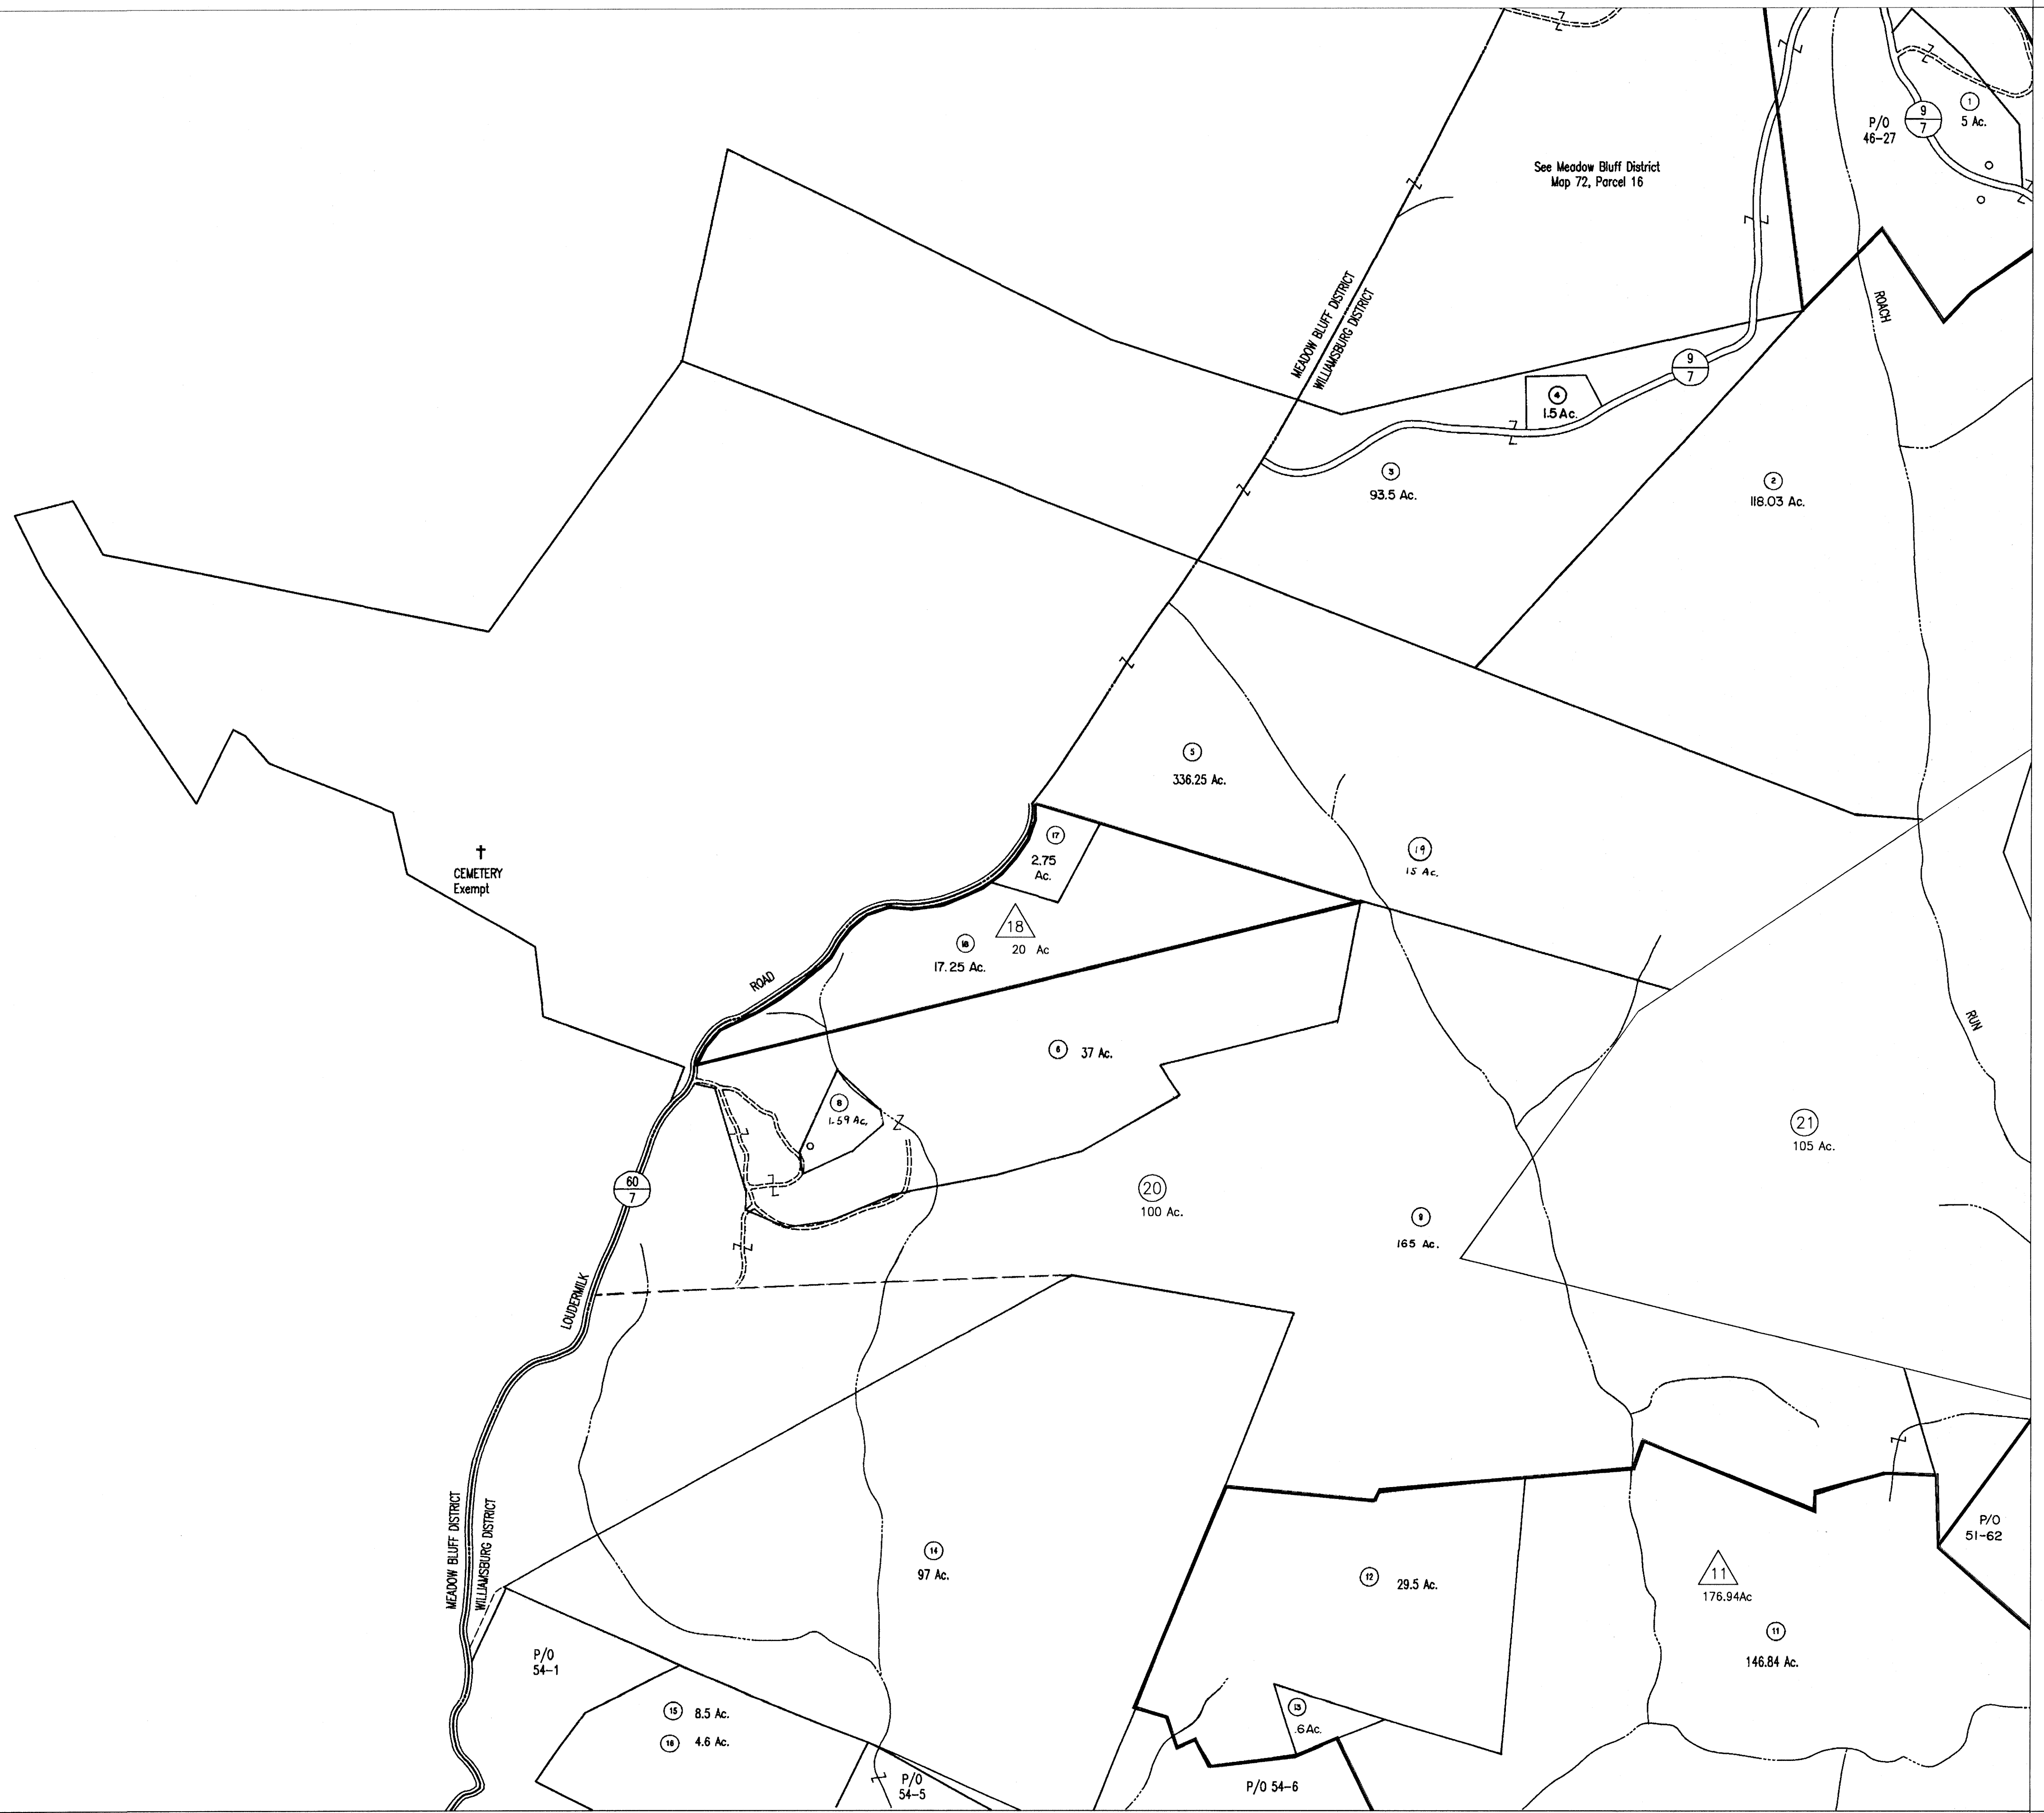 1
5 Ac.
9
7
P/O
46-27
See Meadow Bluff District
Map 72, Parcel 16
MEADOW BLUFF DISTRICT
WILLIAMSBURG DISTRICT
ROACH
9
7
4
1.5 Ac.
3
93.5 Ac.
2
118.03 Ac.
5
336.25 Ac.
17
2.75
Ac.
19
15 Ac.
CEMETERY
Exempt
18
20 Ac
18
17.25 Ac.
ROAD
RUN
6 37 Ac.
8
1.59 Ac.
21
105 Ac.
60
7
20
100 Ac.
9
165 Ac.
LOUDERMILK
MEADOW BLUFF DISTRICT
WILLIAMSBURG DISTRICT
P/O
51-62
14
97 Ac.
12 29.5 Ac.
11
176.94Ac
11
146.84 Ac.
P/O
54-1
15 8.5 Ac.
16 4.6 Ac.
13
.6Ac.
P/O
54-5
P/O 54-6